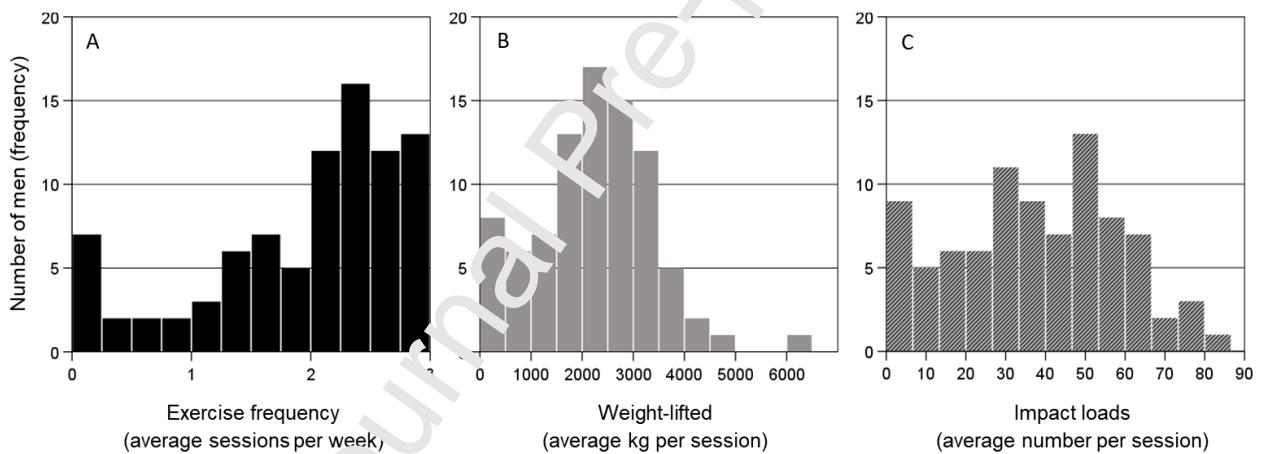 A
B
C
20
15
10
5
0
20
15
10
5
20
15
10
5
0
Number of men (frequency)
0 1 2
0 1000 2000 3000 4000 5000 6000
0 10 20 30 40 50 60 70 80 90
Exercise frequency
(average sessions per week)
Weight-lifted
(average kg per session)
Impact loads
(average number per session)
urnal Pre-